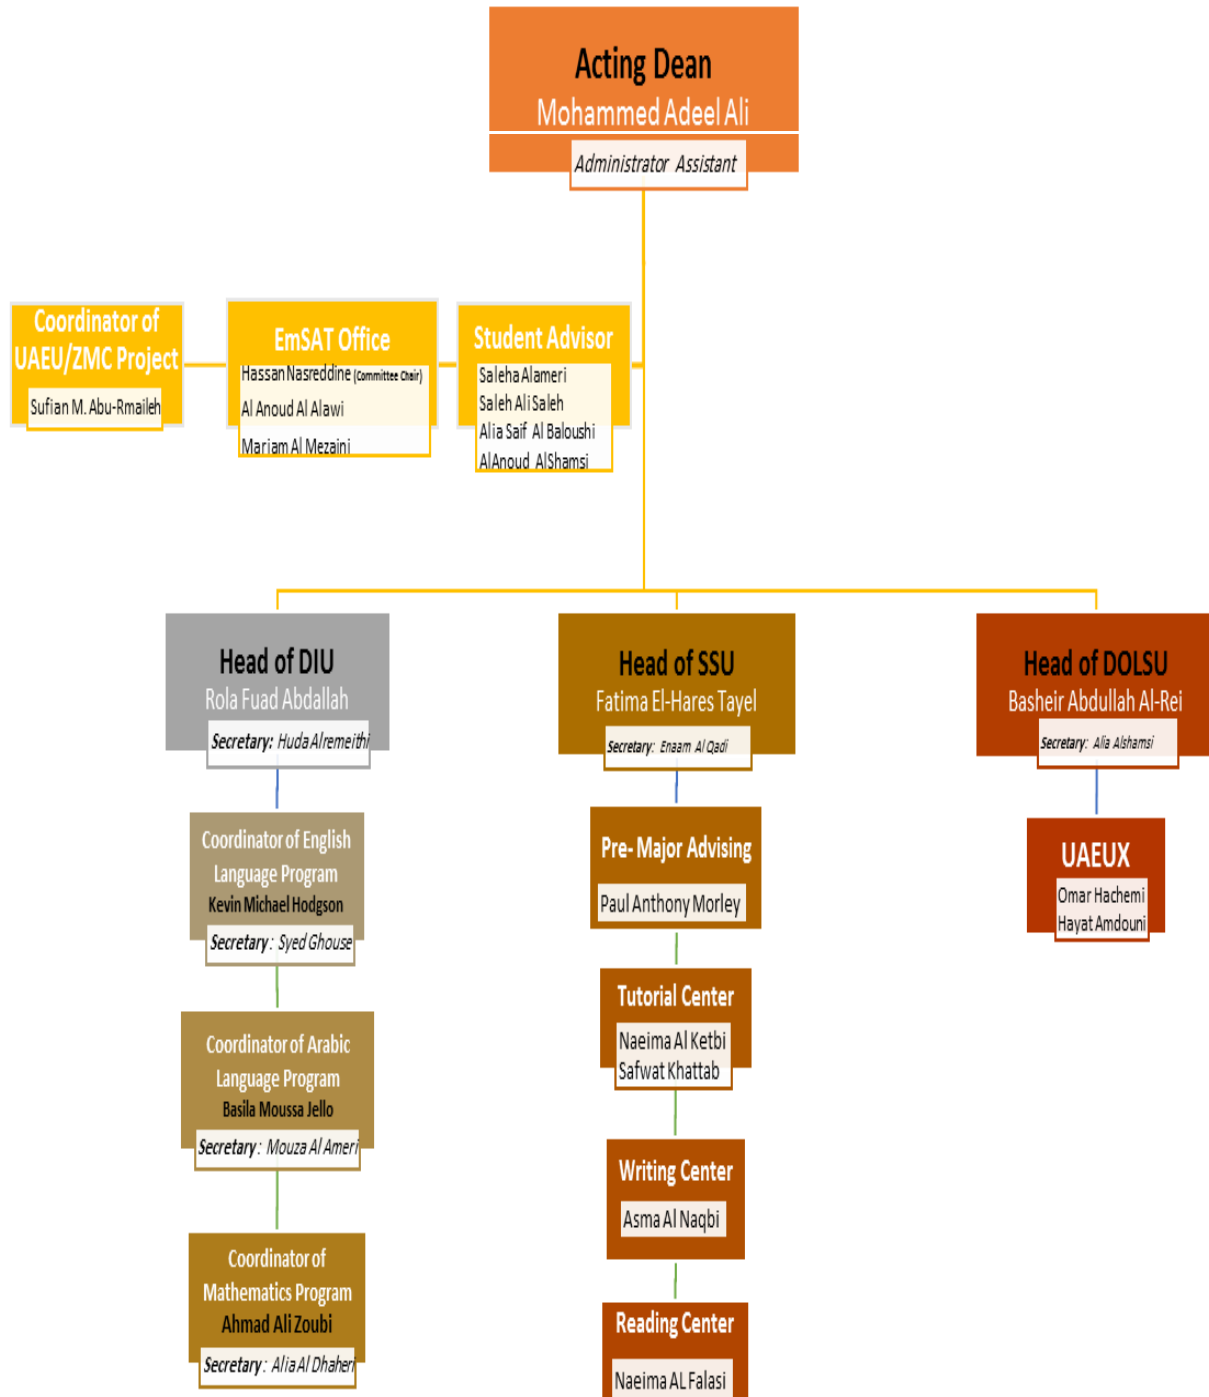 Acting Dean
Mohammed Adeel Ali
Administrator Assistant
Coordinator of
UAEU/ZMC Project
Sufian M. Abu-Rmaileh
EmSAT Office
Hassan Nasreddine (Committee Chair)
Al Anoud Al Alawi
Mariam Al Mezaini
Student Advisor
Saleha Alameri
Saleh Ali Saleh
Alia Saif Al Baloushi
AlAnoud AlShamsi
Head of DIU
Rola Fuad Abdallah
Secretary: Huda Alremeithi
Coordinator of English
Language Program
Kevin Michael Hodgson
Secretary: Syed Ghouse
Coordinator of Arabic
Language Program
Basila Moussa Jello
Secretary: Mouza Al Ameri
Coordinator of
Mathematics Program
Ahmad Ali Zoubi
Secretary: Alia Al Dhaheri
Head of SSU
Fatima El-Hares Tayel
Secretary: Enaam Al Qadi
Pre- Major Advising
Paul Anthony Morley
Tutorial Center
Naeima Al Ketbi
Safwat Khattab
Writing Center
Asma Al Naqbi
Reading Center
Naeima AL Falasi
Head of DOLSU
Basheir Abdullah Al-Rei
Secretary: Alia Alshamsi
UAEUX
Omar Hachemi
Hayat Amdouni